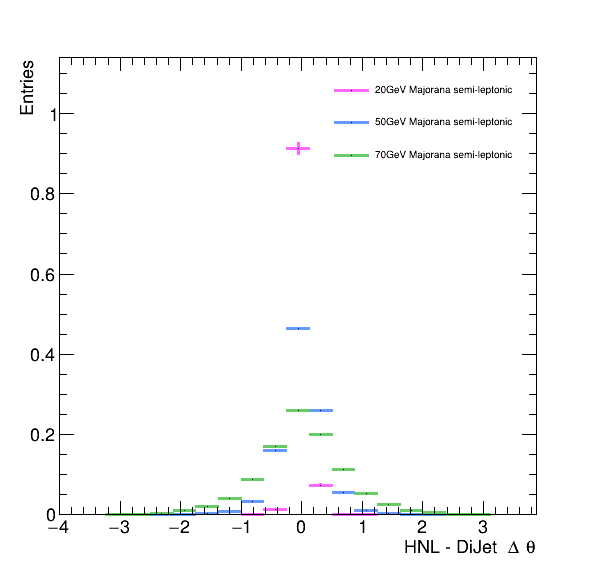 Entries
20GeV Majorana semi-leptonic
50GeV Majorana semi-leptonic
70GeV Majorana semi-leptonic
1
0.8
0.6
0.4
0.2
0
−4 −3 −2 −1 0 1 2 3
HNL - DiJet Δ θ